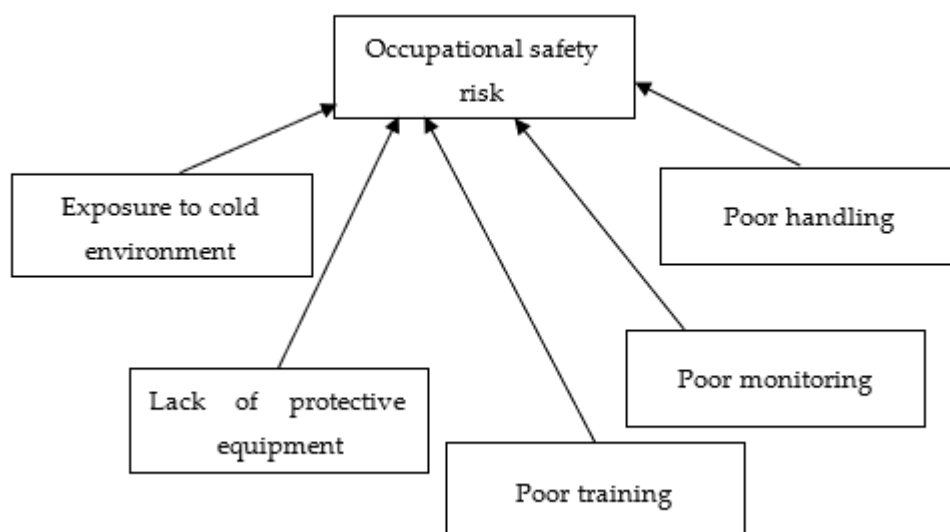 Occupational safety
risk
Exposure to cold
environment
Poor handling
Lack of protective
equipment
Poor monitoring
Poor training